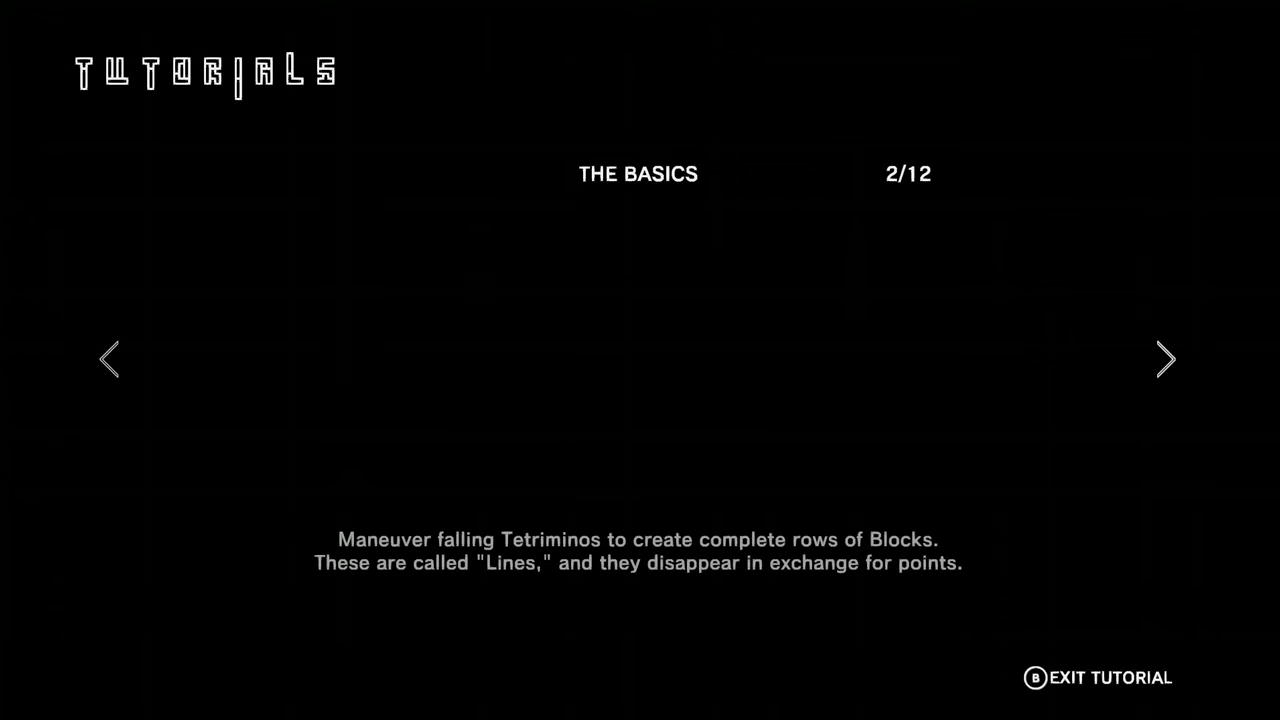 TUTORIALS
THE BASICS 2/12
Maneuver falling Tetriminos to create complete rows of Blocks.
These are called "Lines," and they disappear in exchange for points.
B EXIT TUTORIAL